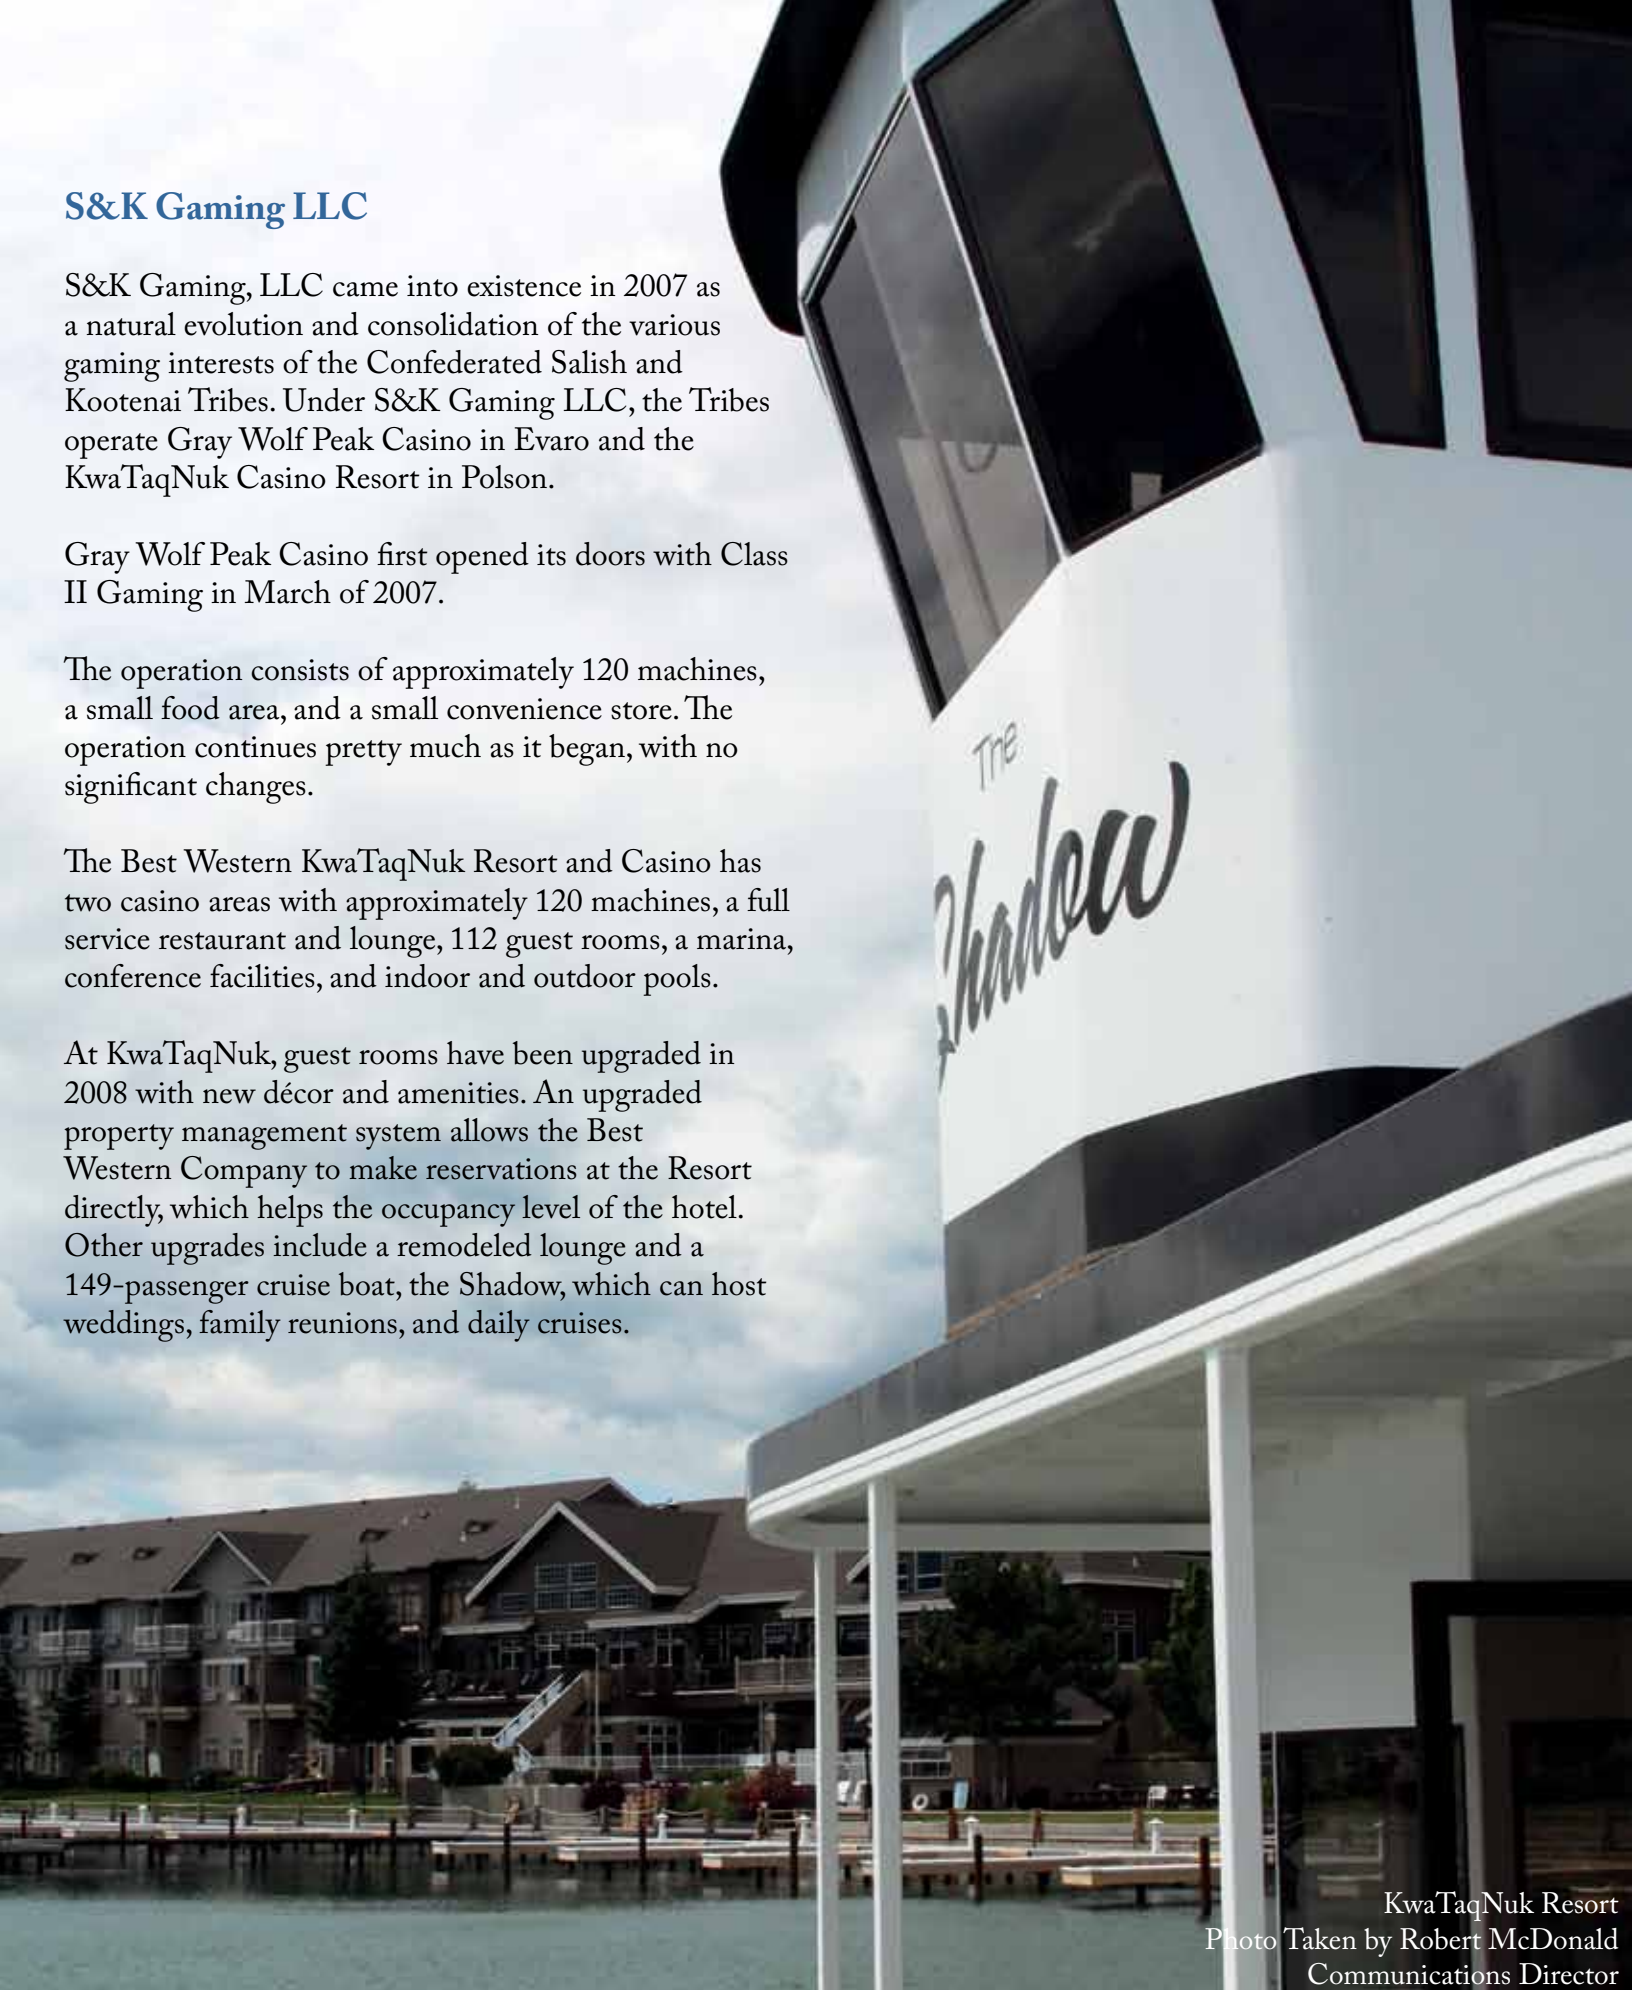 S&K Gaming LLC
S&K Gaming, LLC came into existence in 2007 as
a natural evolution and consolidation of the various
gaming interests of the Confederated Salish and
Kootenai Tribes. Under S&K Gaming LLC, the Tribes
operate Gray Wolf Peak Casino in Evaro and the
KwaTaqNuk Casino Resort in Polson.
Gray Wolf Peak Casino first opened its doors with Class
II Gaming in March of 2007.
The operation consists of approximately 120 machines,
a small food area, and a small convenience store. The
operation continues pretty much as it began, with no
significant changes.
The Best Western KwaTaqNuk Resort and Casino has
two casino areas with approximately 120 machines, a full
service restaurant and lounge, 112 guest rooms, a marina,
conference facilities, and indoor and outdoor pools.
At KwaTaqNuk, guest rooms have been upgraded in
2008 with new décor and amenities. An upgraded
property management system allows the Best
Western Company to make reservations at the Resort
directly, which helps the occupancy level of the hotel.
Other upgrades include a remodeled lounge and a
149-passenger cruise boat, the Shadow, which can host
weddings, family reunions, and daily cruises.
The
Shadow
KwaTaqNuk Resort
Photo Taken by Robert McDonald
Communications Director